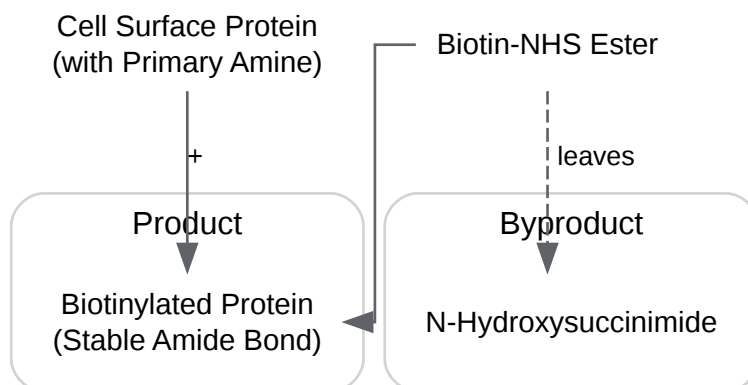 Cell Surface Protein
(with Primary Amine)
Biotin-NHS Ester
+
leaves
Product
Byproduct
Biotinylated Protein
(Stable Amide Bond)
N-Hydroxysuccinimide